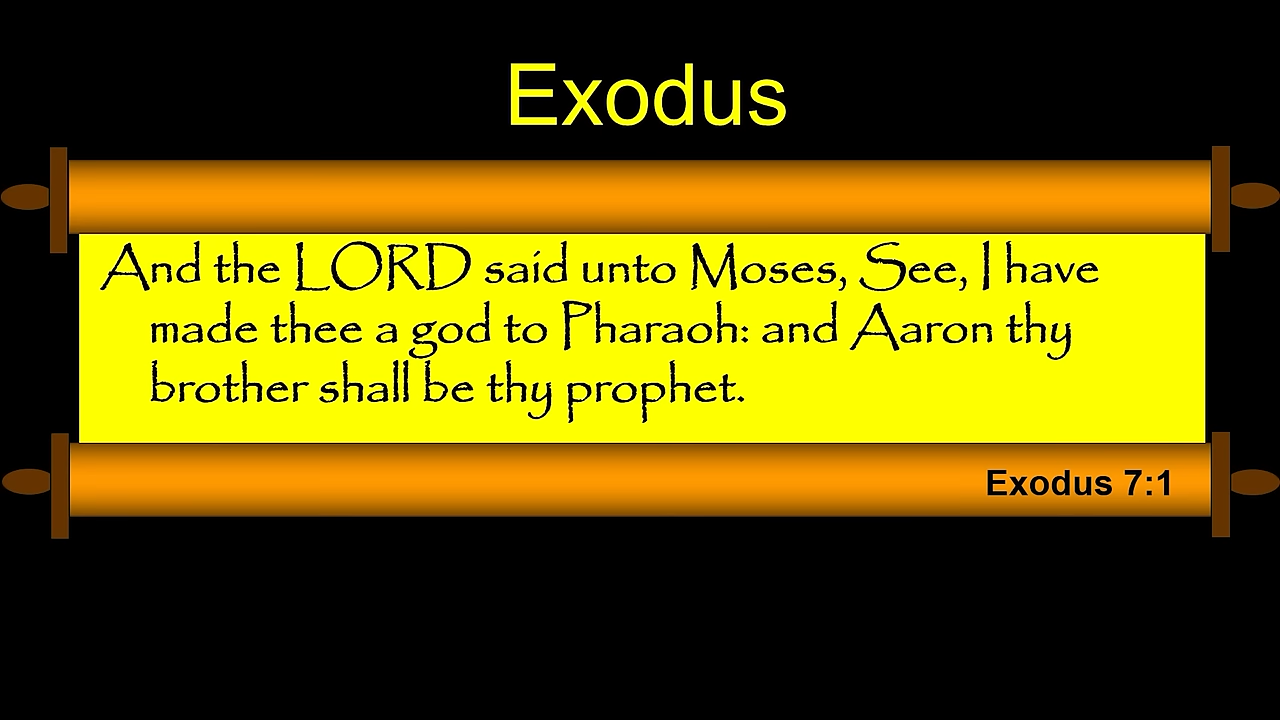 Exodus
And the LORD said unto Moses, See, I have
made thee a god to Pharaoh: and Aaron thy
brother shall be thy prophet.
Exodus 7:1